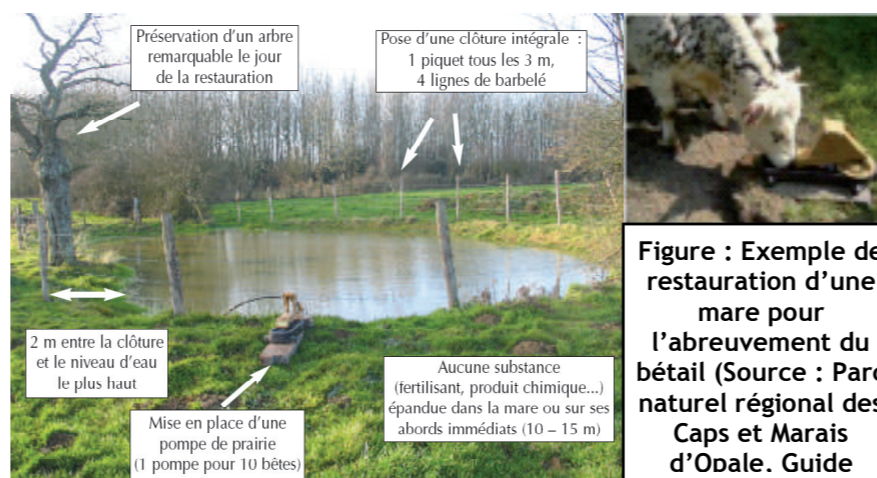 Préservation d'un arbre
remarquable le jour
de la restauration
Pose d'une clôture intégrale :
1 piquet tous les 3 m,
4 lignes de barbelé
2 m entre la clôture
et le niveau d'eau
le plus haut
Mise en place d'une
pompe de prairie
(1 pompe pour 10 bêtes)
Aucune substance
(fertilisant, produit chimique...)
épandue dans la mare ou sur ses
abords immédiats (10 – 15 m)
Figure : Exemple de
restauration d'une
mare pour
l'abreuvement du
bétail (Source : Parc
naturel régional des
Caps et Marais
d'Opale, Guide